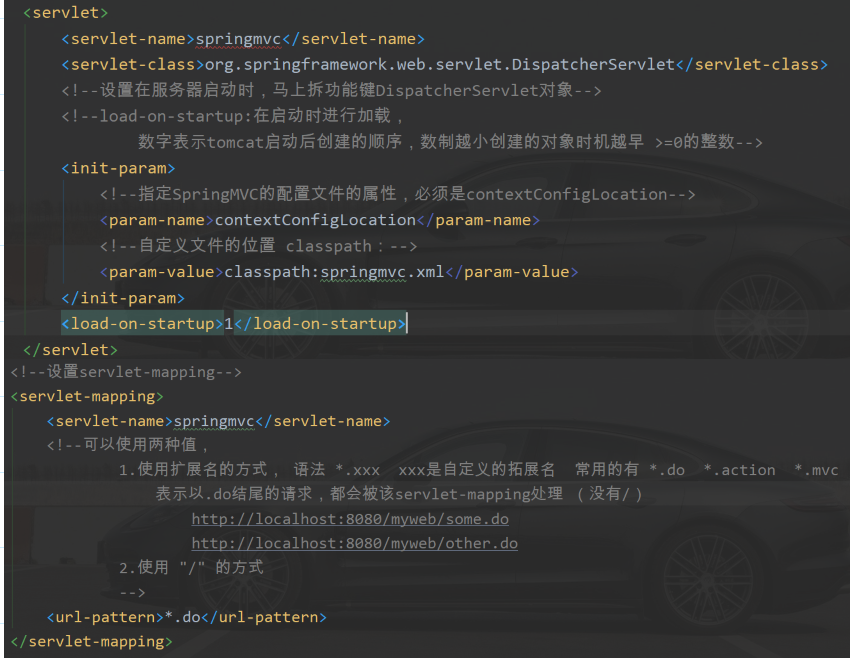 <servlet>
<servlet-name>springmvc</servlet-name>
<servlet-class>org.springframework.web.servlet.DispatcherServlet</servlet-class>
<!--设置在服务器启动时，马上拆功能键DispatcherServlet对象-->
<!--load-on-startup:在启动时进行加载，
数字表示tomcat启动后创建的顺序，数制越小创建的对象时机越早 >=0的整数-->
<init-param>
<!--指定SpringMVC的配置文件的属性，必须是contextConfigLocation-->
<param-name>contextConfigLocation</param-name>
<!--自定义文件的位置 classpath：-->
<param-value>classpath:springmvc.xml</param-value>
</init-param>
<load-on-startup>1</load-on-startup>
</servlet>
<!--设置servlet-mapping-->
<servlet-mapping>
<servlet-name>springmvc</servlet-name>
<!--可以使用两种值，
1.使用扩展名的方式， 语法 *.xxx xxx是自定义的拓展名 常用的有 *.do *.action *.mvc
表示以.do结尾的请求，都会被该servlet-mapping处理 （没有/）
http://localhost:8080/myweb/some.do
http://localhost:8080/myweb/other.do
2.使用 "/" 的方式
-->
<url-pattern>*.do</url-pattern>
</servlet-mapping>